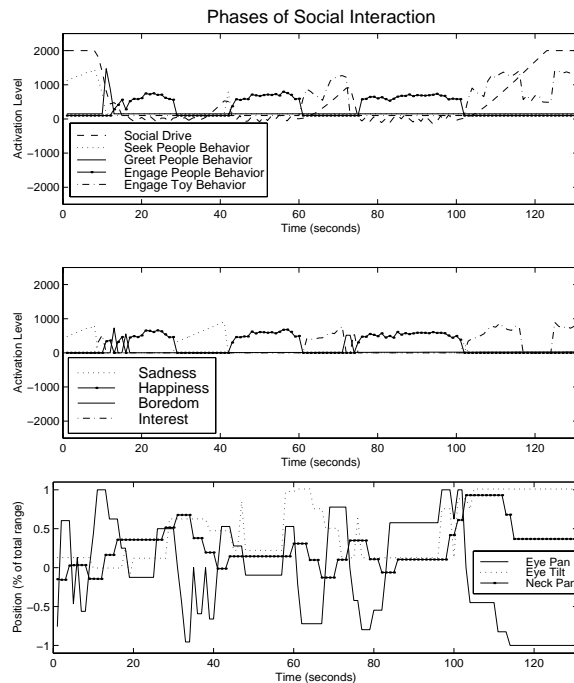 Phases of Social Interaction
2000
1000
0
−1000
−2000
Activation Level
Social Drive
Seek People Behavior
Greet People Behavior
Engage People Behavior
Engage Toy Behavior
0 20 40 60 80 100 120
Time (seconds)
2000
1000
0
−1000
−2000
Activation Level
Sadness
Happiness
Boredom
Interest
0 20 40 60 80 100 120
Time (seconds)
1
0.5
0
−0.5
−1
Position (% of total range)
Eye Pan
Eye Tilt
Neck Pan
0 20 40 60 80 100 120
Time (seconds)